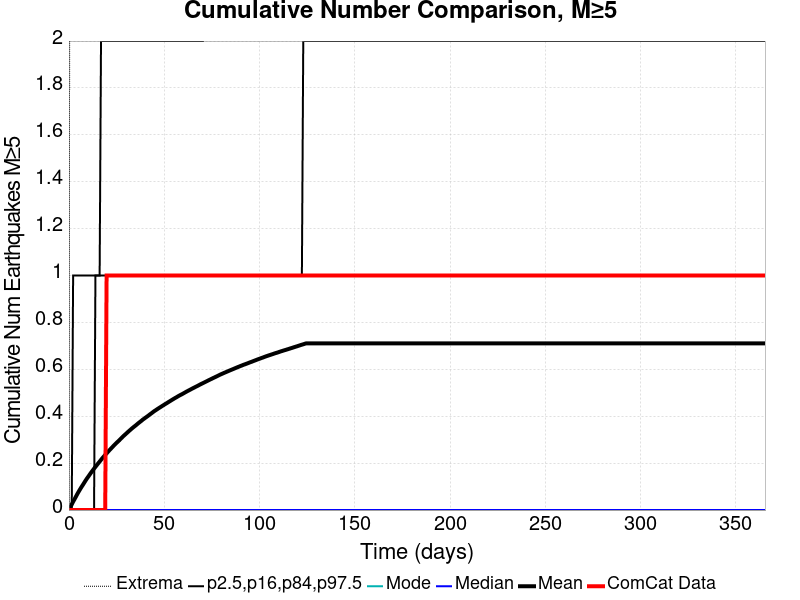 Cumulative Number Comparison, M≥5
Cumulative Num Earthquakes M≥5
2
1.8
1.6
1.4
1.2
1
0.8
0.6
0.4
0.2
0
0 50 100 150 200 250 300 350
Time (days)
Extrema p2.5,p16,p84,p97.5 Mode Median Mean ComCat Data